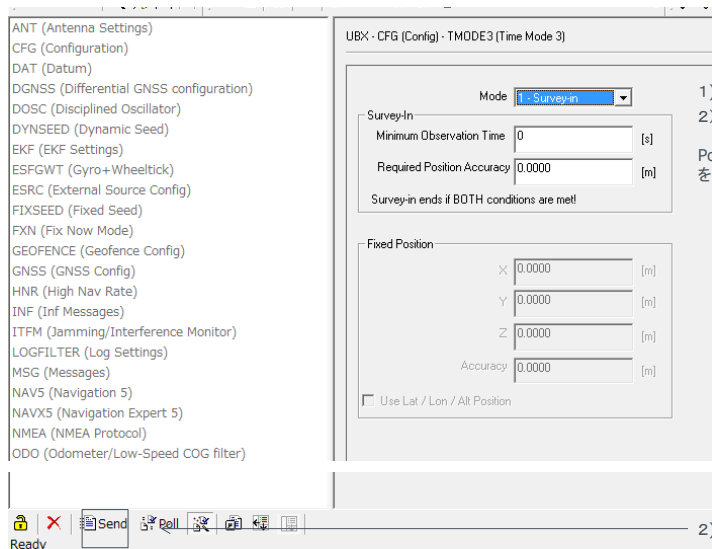 ANT (Antenna Settings)
CFG (Configuration)
DAT (Datum)
DGNSS (Differential GNSS configuration)
DOSC (Disciplined Oscillator)
DYNSEED (Dynamic Seed)
EKF (EKF Settings)
ESFGWT (Gyro+Wheeltick)
ESRC (External Source Config)
FIXSEED (Fixed Seed)
FXN (Fix Now Mode)
GEOFENCE (Geofence Config)
GNSS (GNSS Config)
HNR (High Nav Rate)
INF (Inf Messages)
ITFM (Jamming/Interference Monitor)
LOGFILTER (Log Settings)
MSG (Messages)
NAV5 (Navigation 5)
NAVX5 (Navigation Expert 5)
NMEA (NMEA Protocol)
ODO (Odometer/Low-Speed COG filter)
UBX - CFG (Config) - TMODE3 (Time Mode 3)
Mode 1 - Survey-in
Survey-In
Minimum Observation Time 0 [s]
Required Position Accuracy 0.0000 [m]
Survey-in ends if BOTH conditions are met!
Fixed Position
X 0.0000 [m]
Y 0.0000 [m]
Z 0.0000 [m]
Accuracy 0.0000 [m]
Use Lat / Lon / Alt Position
1)
2)
Po
を
Send Poll
2)
Ready